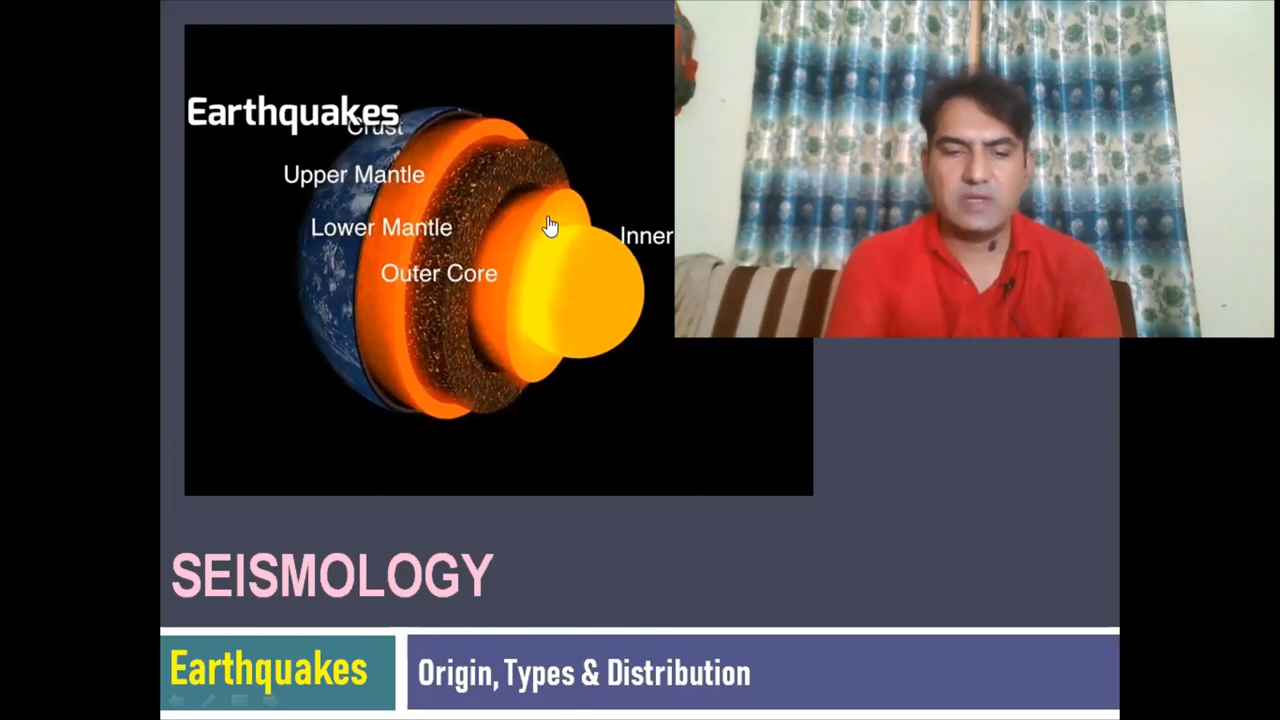 Earthquakes
Crust
Upper Mantle
Lower Mantle
Inner
Outer Core
SEISMOLOGY
Earthquakes
Origin, Types & Distribution